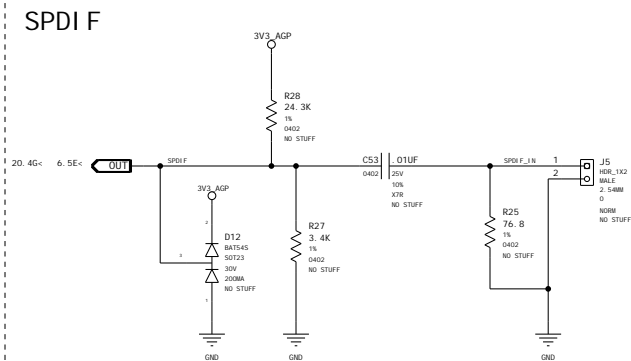 SPDIF
3V3_AGP
R28
24.3K
1%
0402
NO STUFF
20.4G< 6.5E< OUT
SPDIF
C53 .01UF
0402 25V
10%
X7R
NO STUFF
SPDIF_IN 1
2
J5
HDR_1X2
MALE
2.54MM
0
NORM
NO STUFF
3V3_AGP
2
3
1
D12
BAT54S
SOT23
30V
200MA
NO STUFF
R27
3.4K
1%
0402
NO STUFF
R25
76.8
1%
0402
NO STUFF
GND
GND
GND